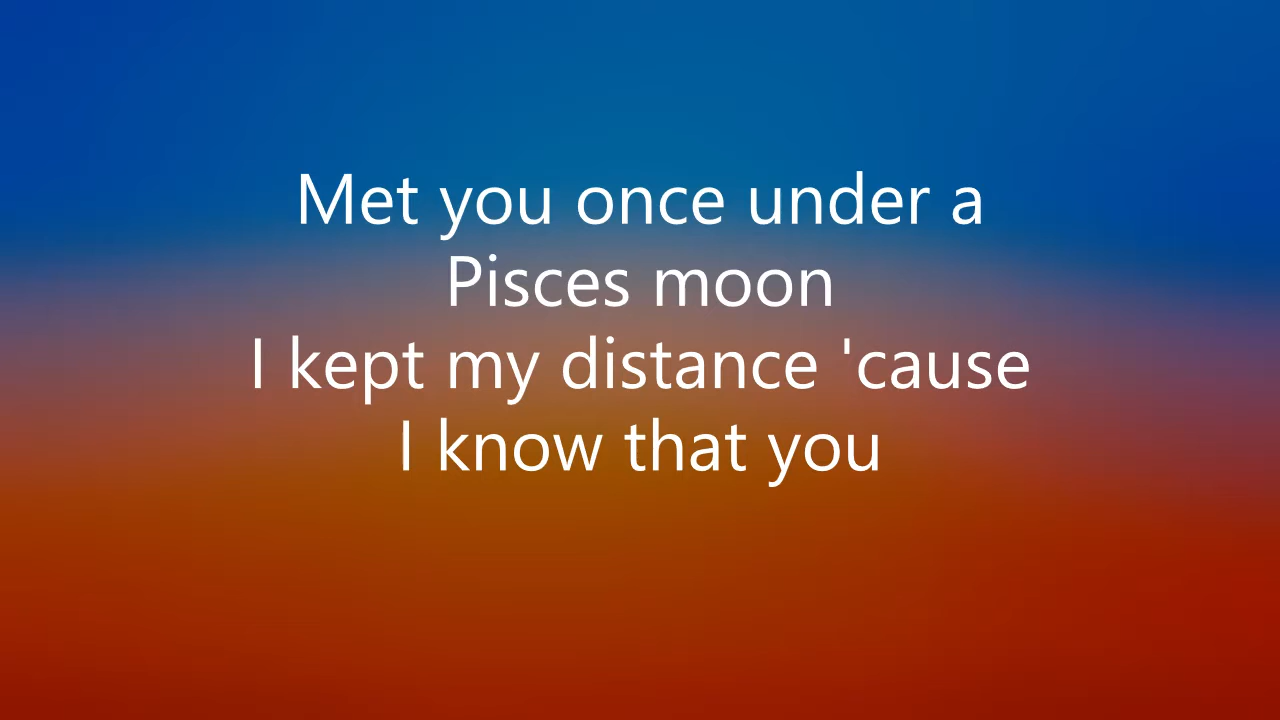 Met you once under a
Pisces moon
I kept my distance 'cause
I know that you